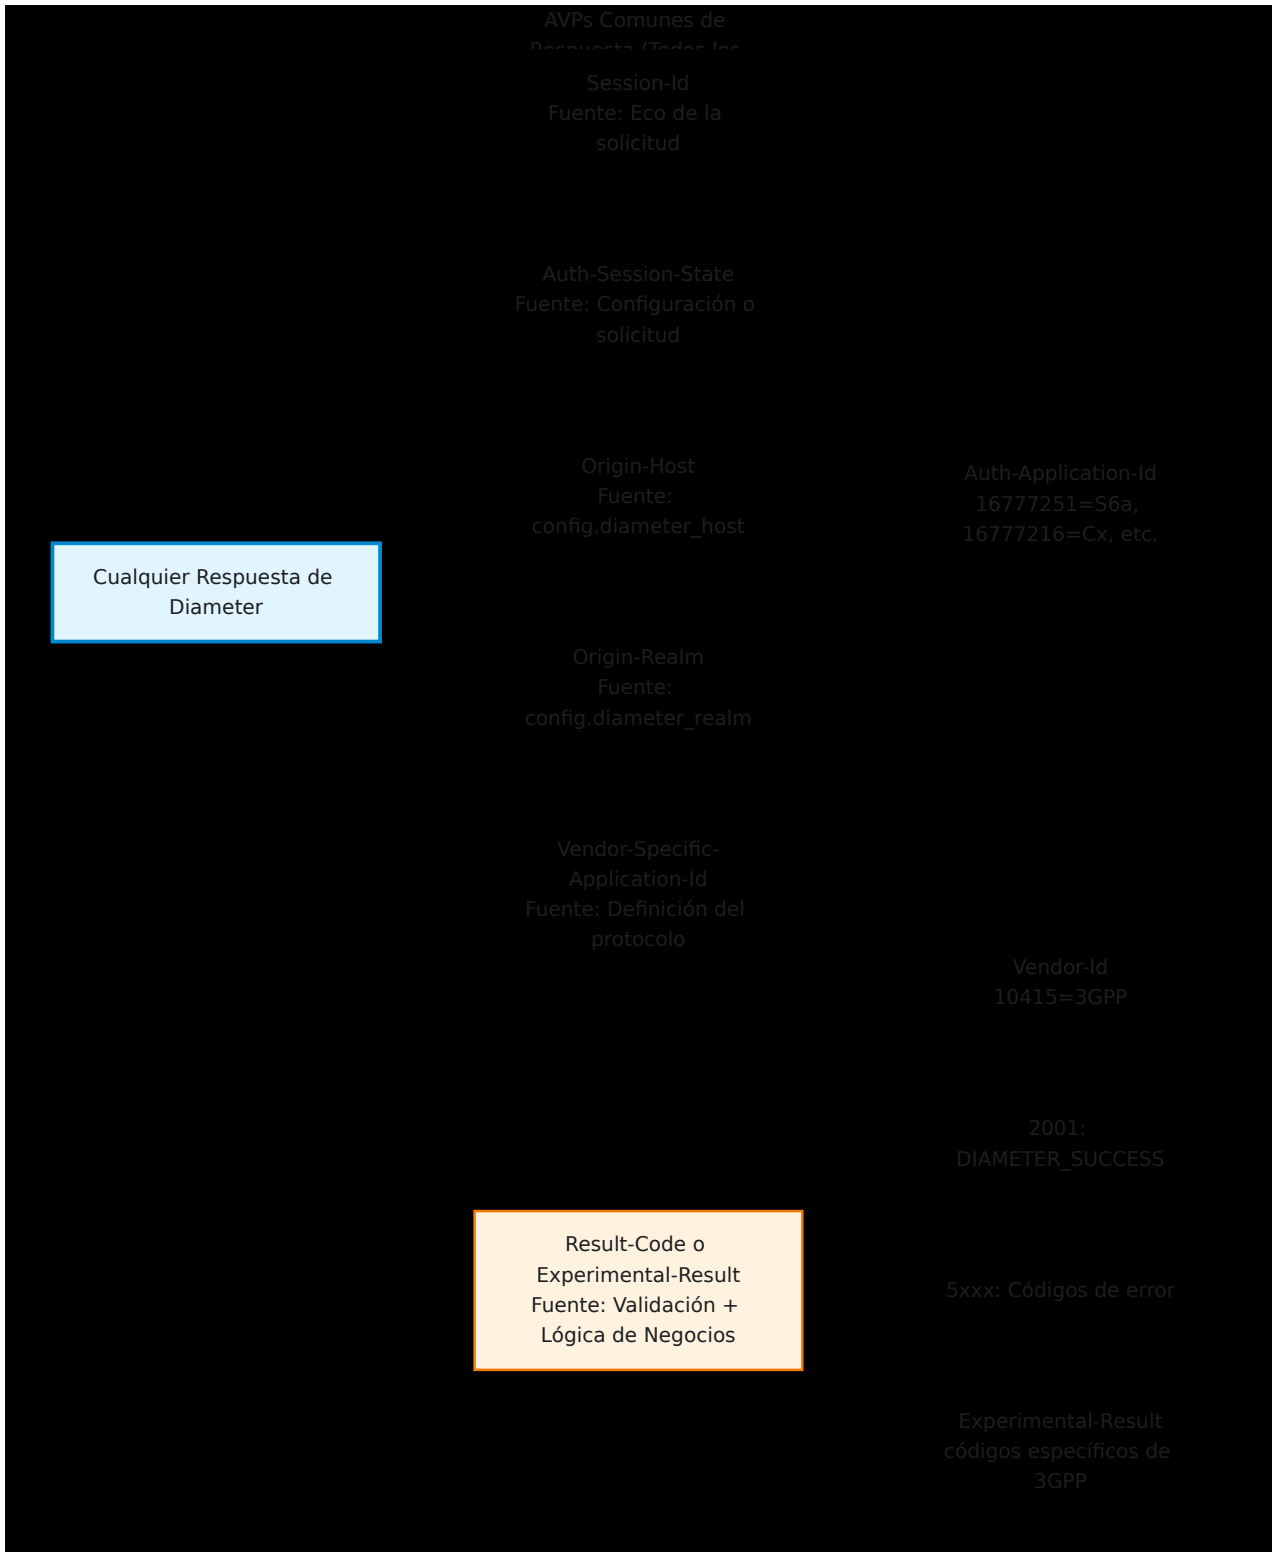 AVPs Comunes de
Respuesta (Todos los
Session-Id
Fuente: Eco de la
solicitud
Auth-Session-State
Fuente: Configuración o
solicitud
Origin-Host
Fuente:
config.diameter_host
Auth-Application-Id
16777251=S6a,
16777216=Cx, etc.
Cualquier Respuesta de
Diameter
Origin-Realm
Fuente:
config.diameter_realm
Vendor-Specific-
Application-Id
Fuente: Definición del
protocolo
Vendor-Id
10415=3GPP
2001:
DIAMETER_SUCCESS
Result-Code o
Experimental-Result
Fuente: Validación +
Lógica de Negocios
5xxx: Códigos de error
Experimental-Result
códigos específicos de
3GPP